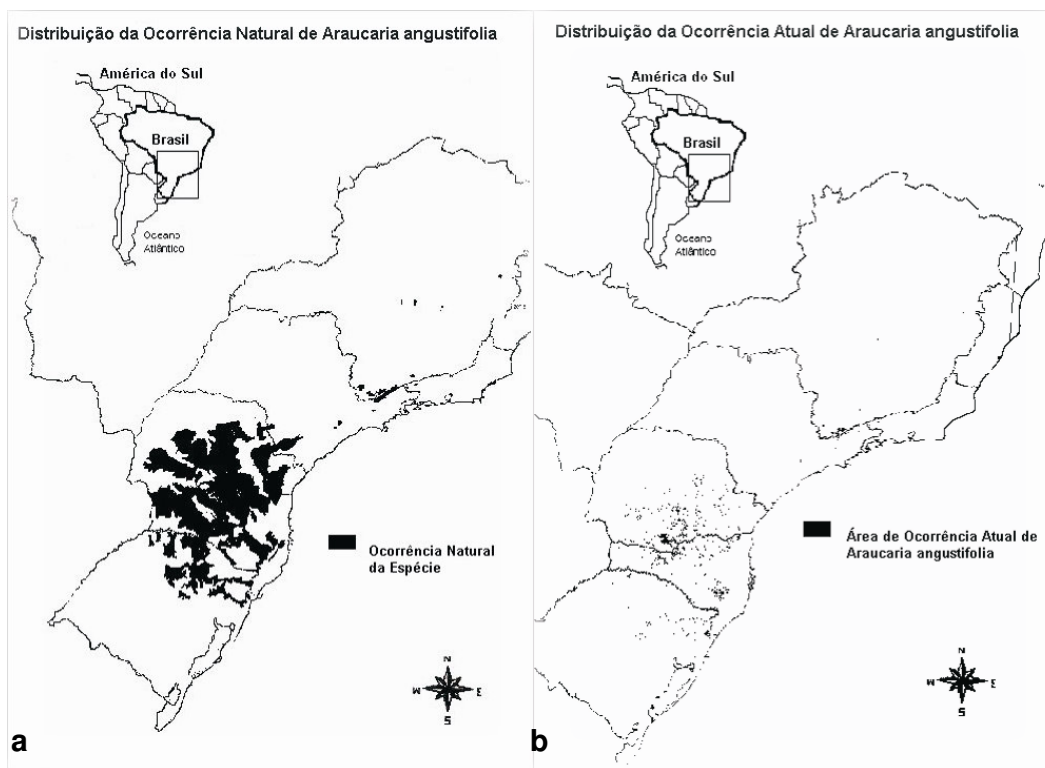 Distribuição da Ocorrência Natural de Araucaria angustifolia
América do Sul
Brasil
Oceano
Atlântico
Ocorrência Natural
da Espécie
N
W
E
S
a
Distribuição da Ocorrência Atual de Araucaria angustifolia
América do Sul
Brasil
Oceano
Atlântico
Área de Ocorrência Atual de
Araucaria angustifolia
N
W
E
S
b